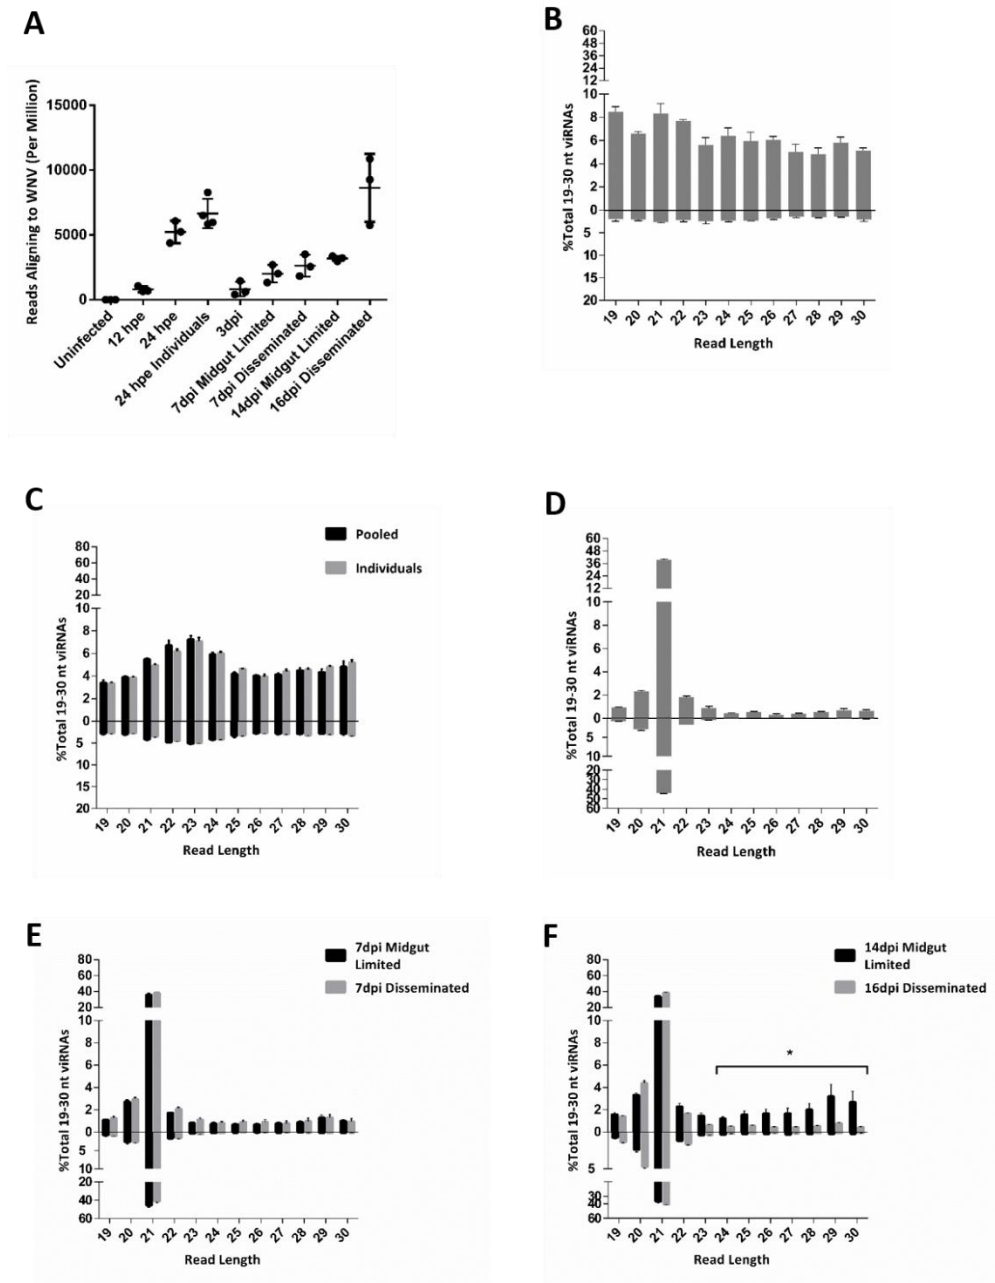 A
Reads Aligning to WNV (Per Million)
15000
10000
5000
0
Uninfected
12 hpe
24 hpe
24 hpe Individuals
3dpi
7dpi Midgut Limited
7dpi Disseminated
14dpi Midgut Limited
16dpi Disseminated
B
%Total 19-30 nt viRNAs
60
48
36
24
12
10
8
6
4
2
0
5
10
15
20
19 20 21 22 23 24 25 26 27 28 29 30
Read Length
C
Pooled
Individuals
%Total 19-30 nt viRNAs
80
60
40
20
10
8
6
4
2
0
5
10
15
20
19 20 21 22 23 24 25 26 27 28 29 30
Read Length
D
%Total 19-30 nt viRNAs
60
48
36
24
12
10
8
6
4
2
0
5
10
20
30
40
50
60
19 20 21 22 23 24 25 26 27 28 29 30
Read Length
E
7dpi Midgut
Limited
7dpi Disseminated
%Total 19-30 nt viRNAs
80
60
40
20
10
8
6
4
2
0
5
10
20
40
60
19 20 21 22 23 24 25 26 27 28 29 30
Read Length
F
14dpi Midgut
Limited
16dpi Disseminated
*
%Total 19-30 nt viRNAs
80
60
40
20
10
8
6
4
2
0
5
30
40
60
19 20 21 22 23 24 25 26 27 28 29 30
Read Length